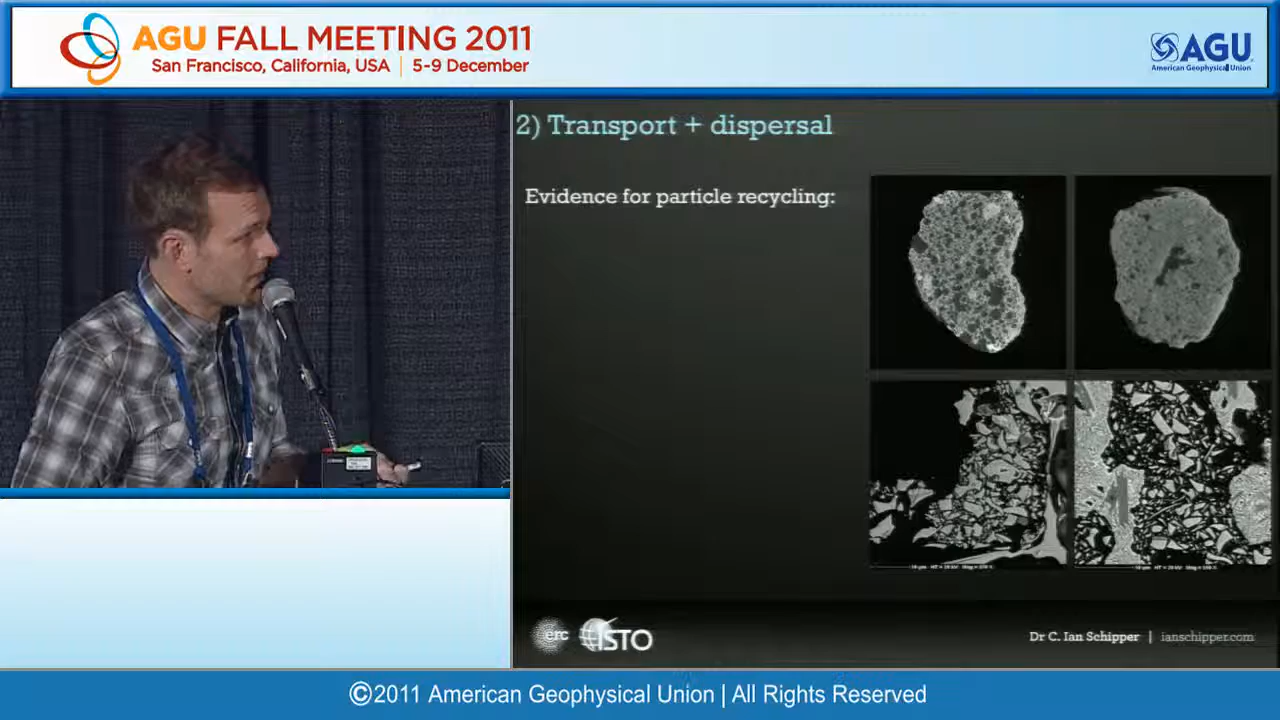 AGU FALL MEETING 2011
San Francisco, California, USA | 5-9 December
AGU
American Geophysical Union
2) Transport + dispersal
Evidence for particle recycling:
erc
ISTO
Dr C. Ian Schipper | ianschipper.com
©2011 American Geophysical Union | All Rights Reserved